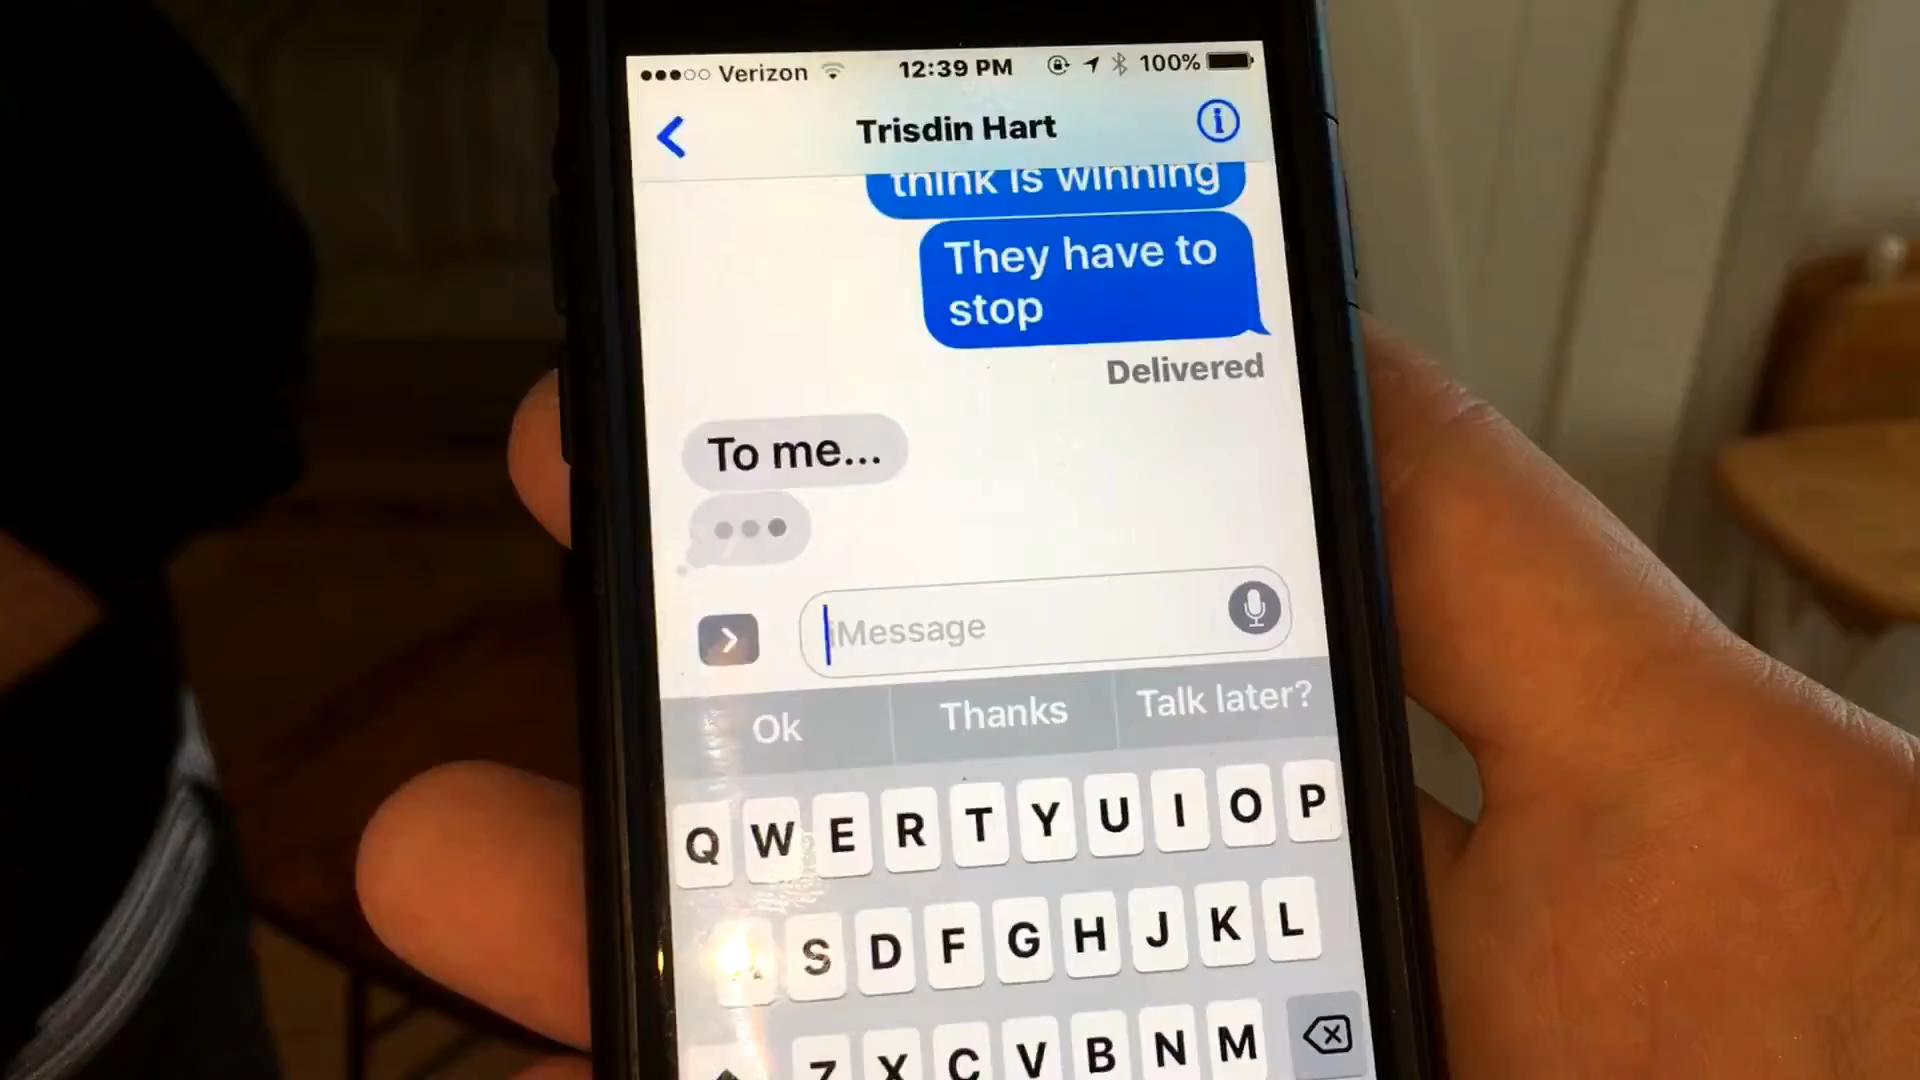 Verizon 12:39 PM 100%
Trisdin Hart
think is winning
They have to
stop
Delivered
To me...
iMessage
Ok Thanks Talk later?
Q W E R T Y U I O P
S D F G H J K L
Z X C V B N M